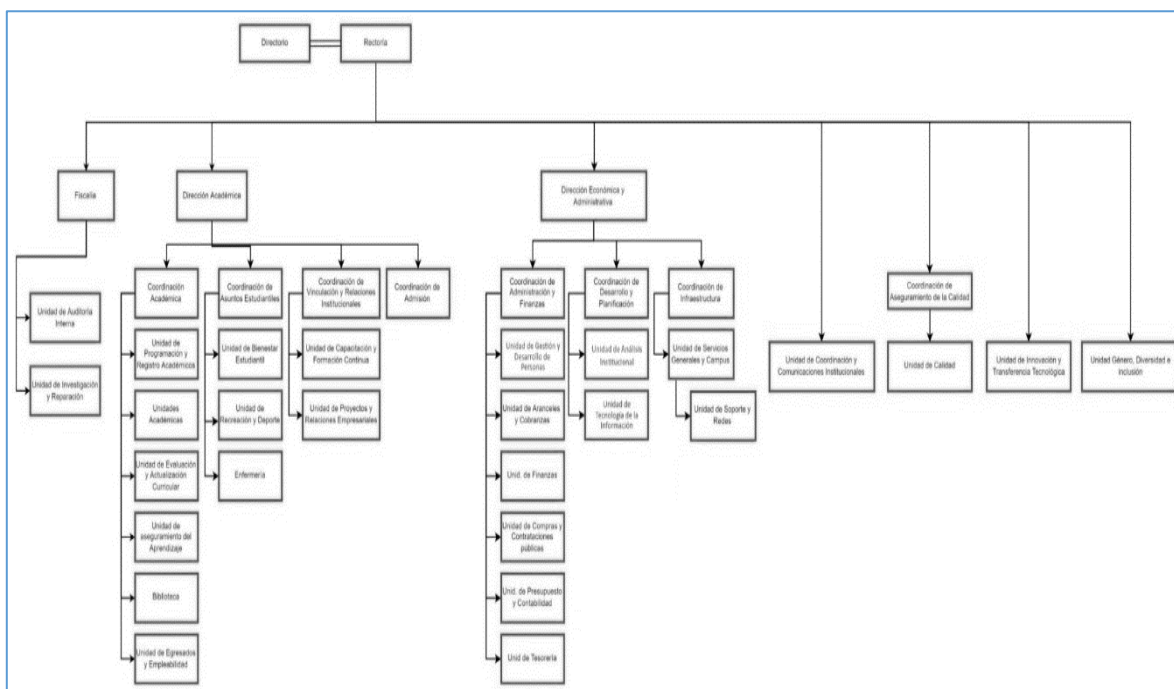 Directorio
Rectoría
Fiscalía
Dirección Académica
Dirección Económica y
Administrativa
Unidad de Auditoría
Interna
Unidad de Investigación
y Reparación
Coordinación
Académica
Unidad de
Programación y
Registro Académicos
Unidades
Académicas
Unidad de Evaluación
y Actualización
Curricular
Unidad de
aseguramiento del
Aprendizaje
Biblioteca
Unidad de Egresados
y Empleabilidad
Coordinación de
Asuntos Estudiantiles
Unidad de Bienestar
Estudiantil
Unidad de
Recreación y Deporte
Enfermería
Coordinación de
Vinculación y Relaciones
Institucionales
Unidad de Capacitación y
Formación Continua
Unidad de Proyectos y
Relaciones Empresariales
Coordinación de
Admisión
Coordinación de
Administración y
Finanzas
Unidad de Gestión y
Desarrollo de
Personas
Unidad de Aranceles
y Cobranzas
Unid. de Finanzas
Unidad de Compras y
Contrataciones
públicas
Unid. de Presupuesto
y Contabilidad
Unid de Tesorería
Coordinación de
Desarrollo y
Planificación
Unidad de Análisis
Institucional
Unidad de
Tecnología de la
Información
Coordinación de
Infraestructura
Unidad de Servicios
Generales y Campus
Unidad de Soporte y
Redes
Unidad de Coordinación y
Comunicaciones Institucionales
Coordinación de
Aseguramiento de la Calidad
Unidad de Calidad
Unidad de Innovación y
Transferencia Tecnológica
Unidad Género, Diversidad e
Inclusión